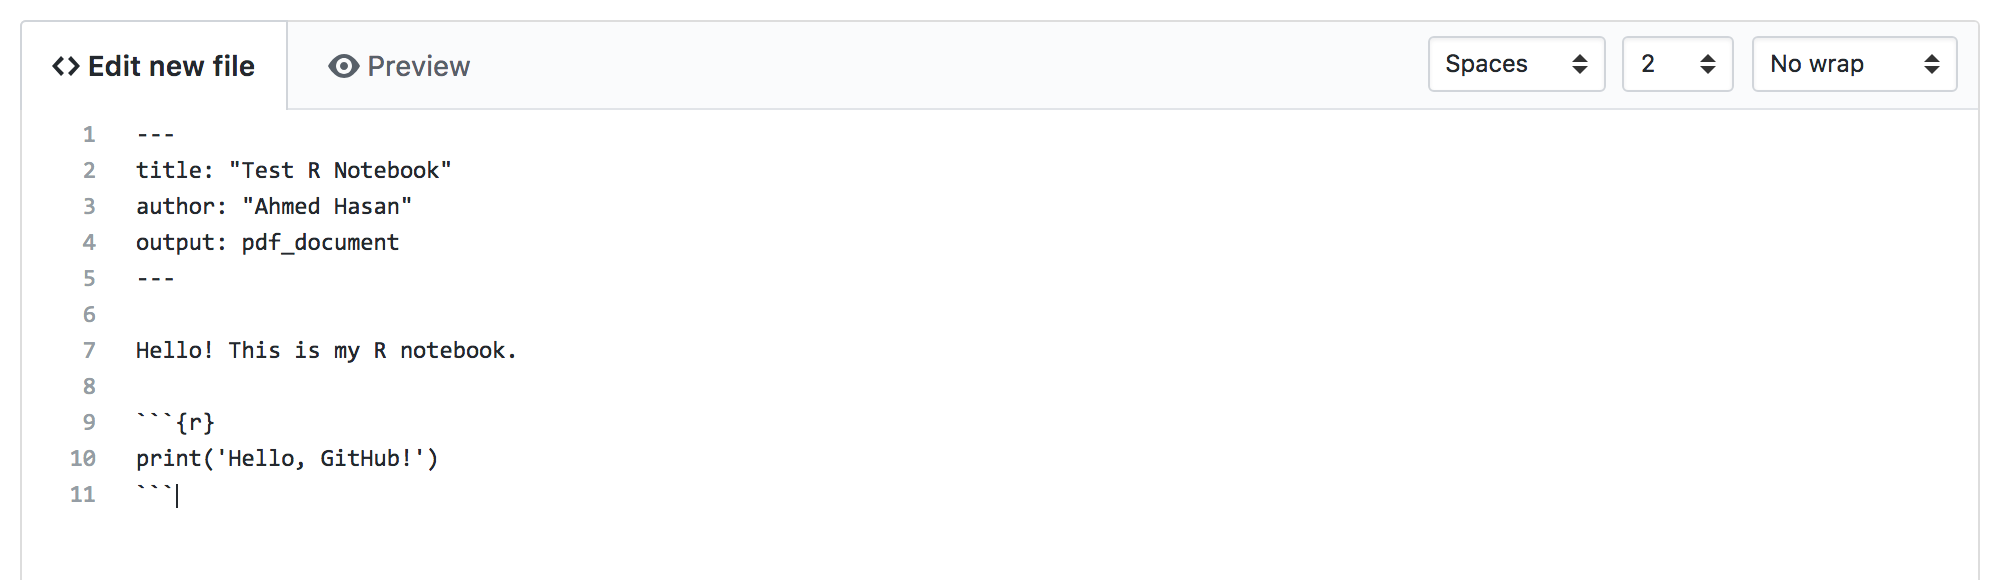 <> Edit new file Preview Spaces 2 No wrap
1 ---
2 title: "Test R Notebook"
3 author: "Ahmed Hasan"
4 output: pdf_document
5 ---
6
7 Hello! This is my R notebook.
8
9 ```{r}
10 print('Hello, GitHub!')
11 ```